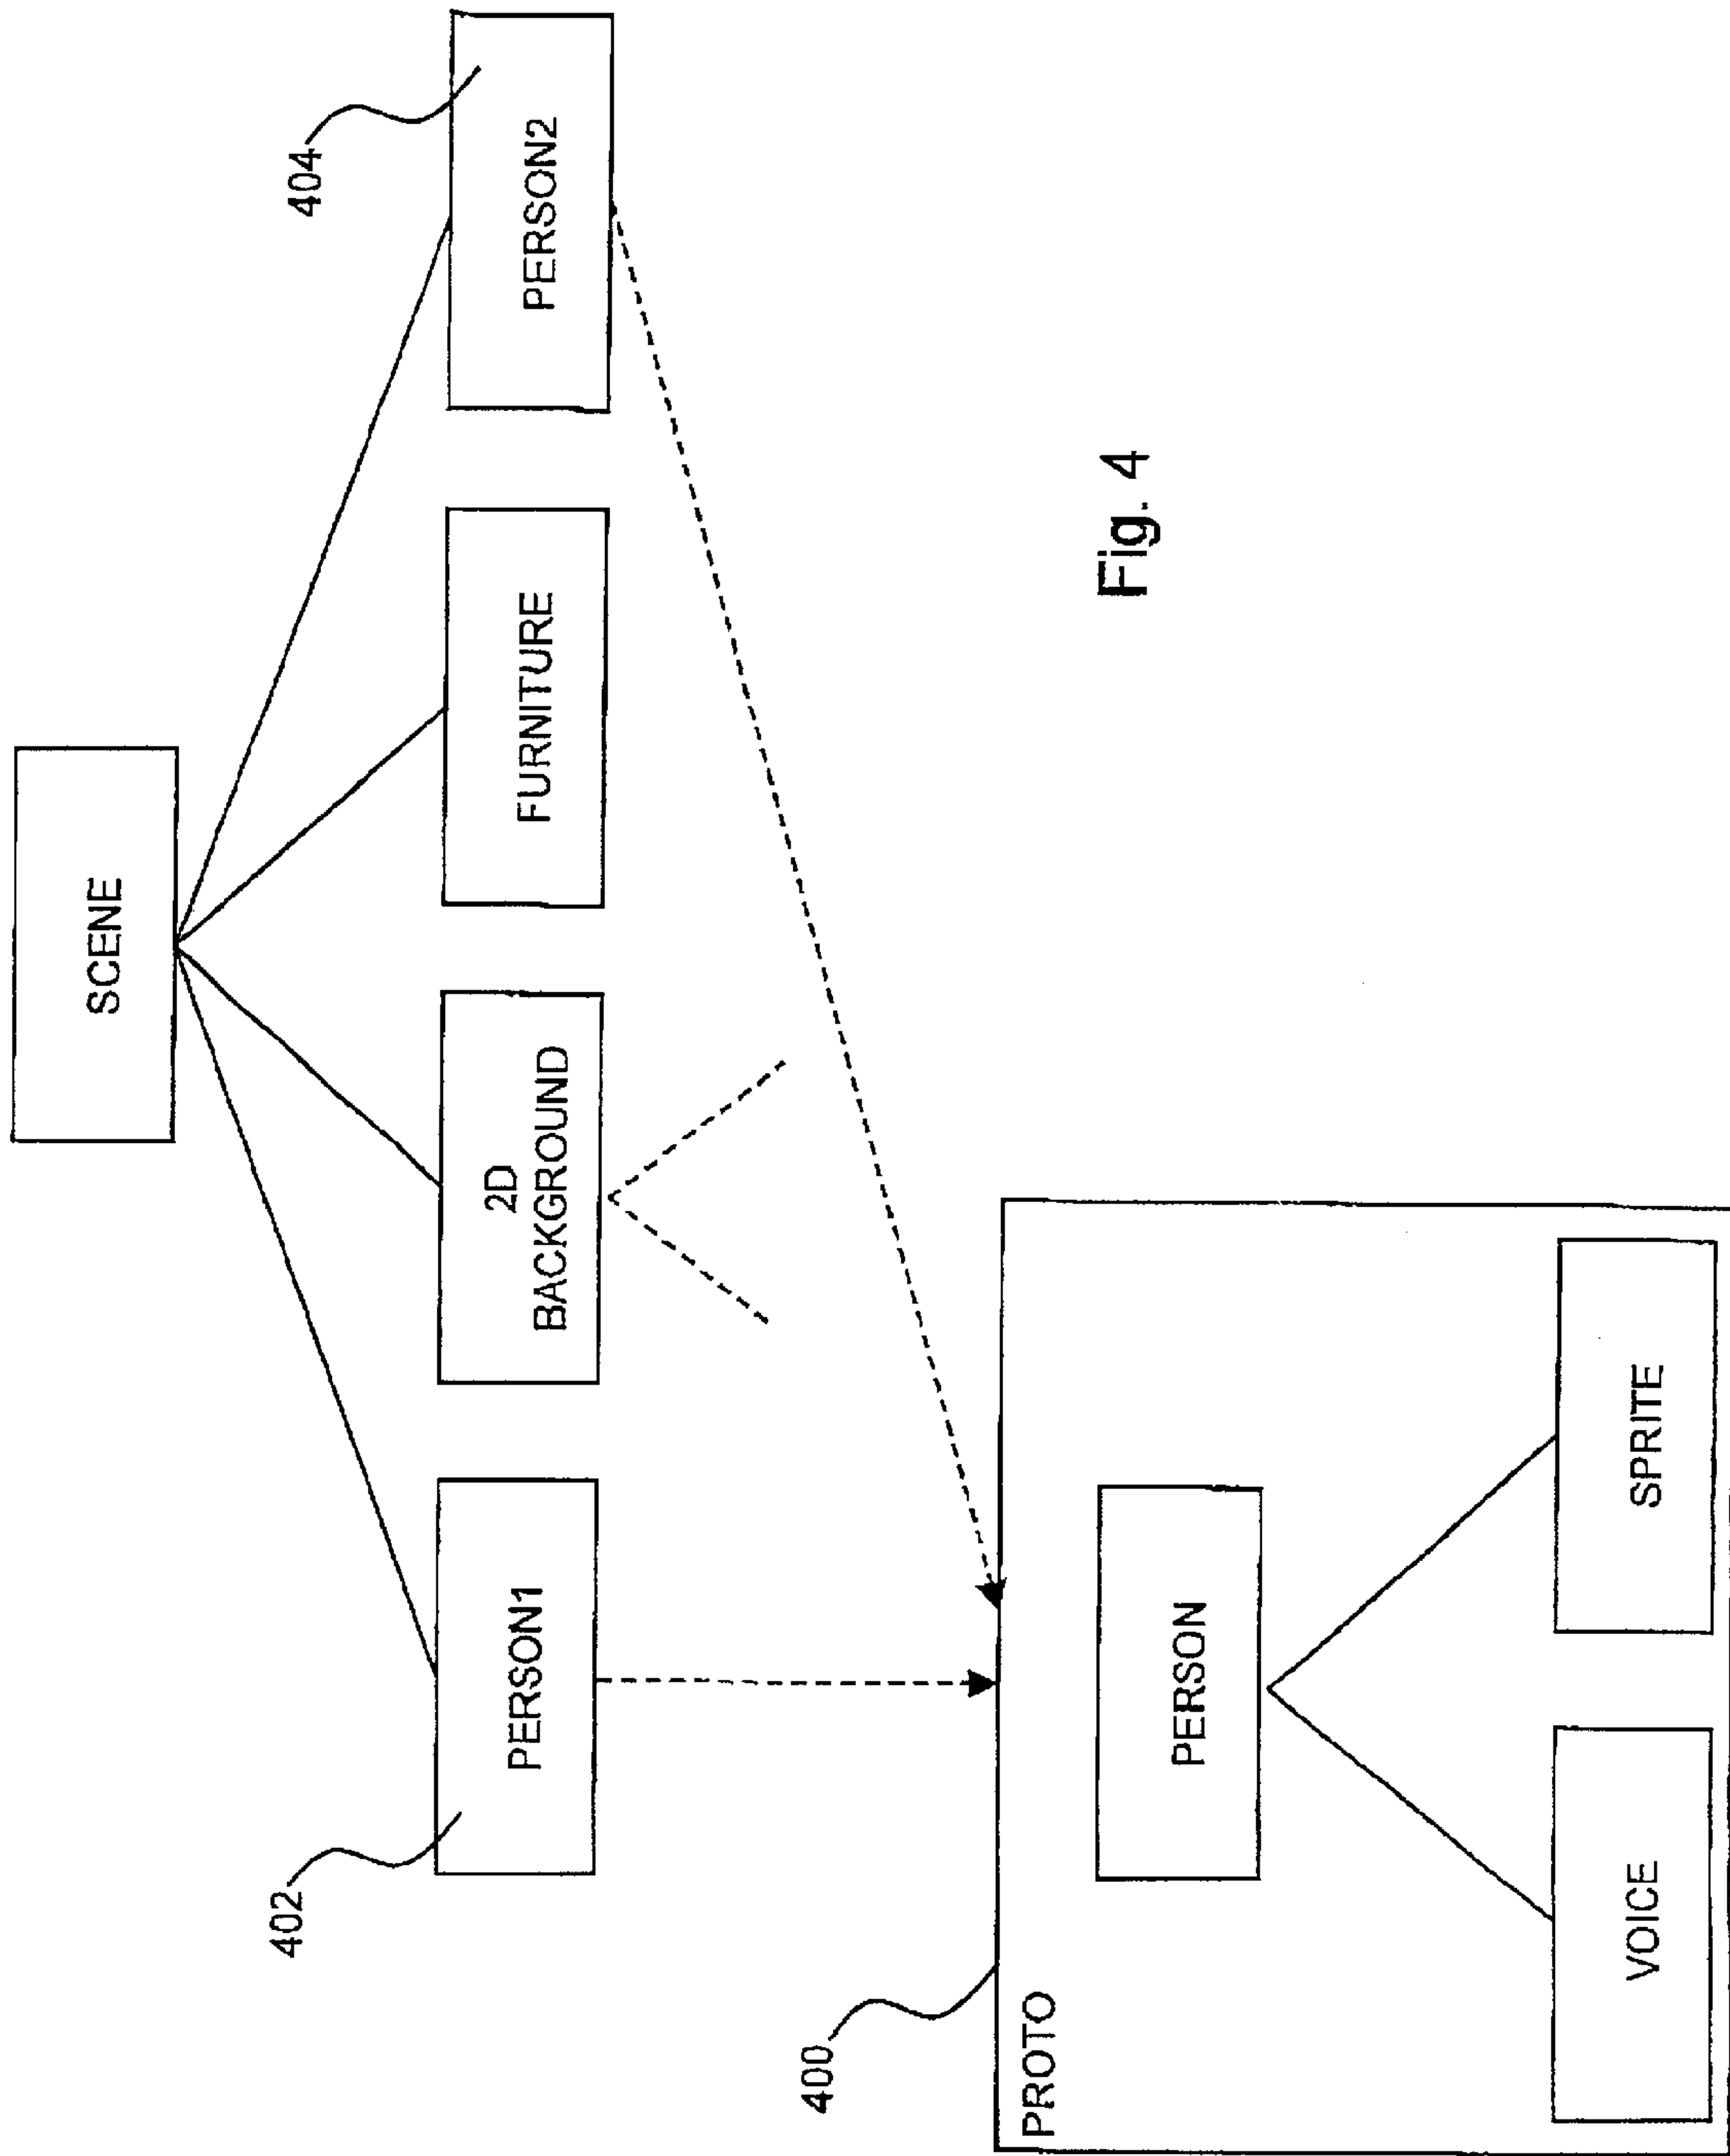 SCENE
402
404
PERSON1
2D
BACKGROUND
FURNITURE
PERSON2
400
PROTO
PERSON
VOICE
SPRITE
Fig. 4